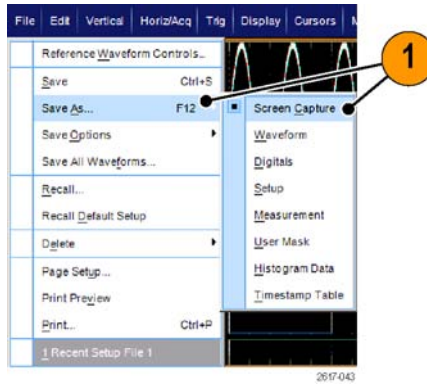 File Edit Vertical Horiz/Acq Trig Display Cursors
1
Reference Waveform Controls...
Save Ctrl+S
Save As... F12
Save Options
Save All Waveforms...
Recall...
Recall Default Setup
Delete
Page Setup...
Print Preview
Print... Ctrl+P
1 Recent Setup File 1
Screen Capture
Waveform
Digitals
Setup
Measurement
User Mask
Histogram Data
Timestamp Table
2617-043